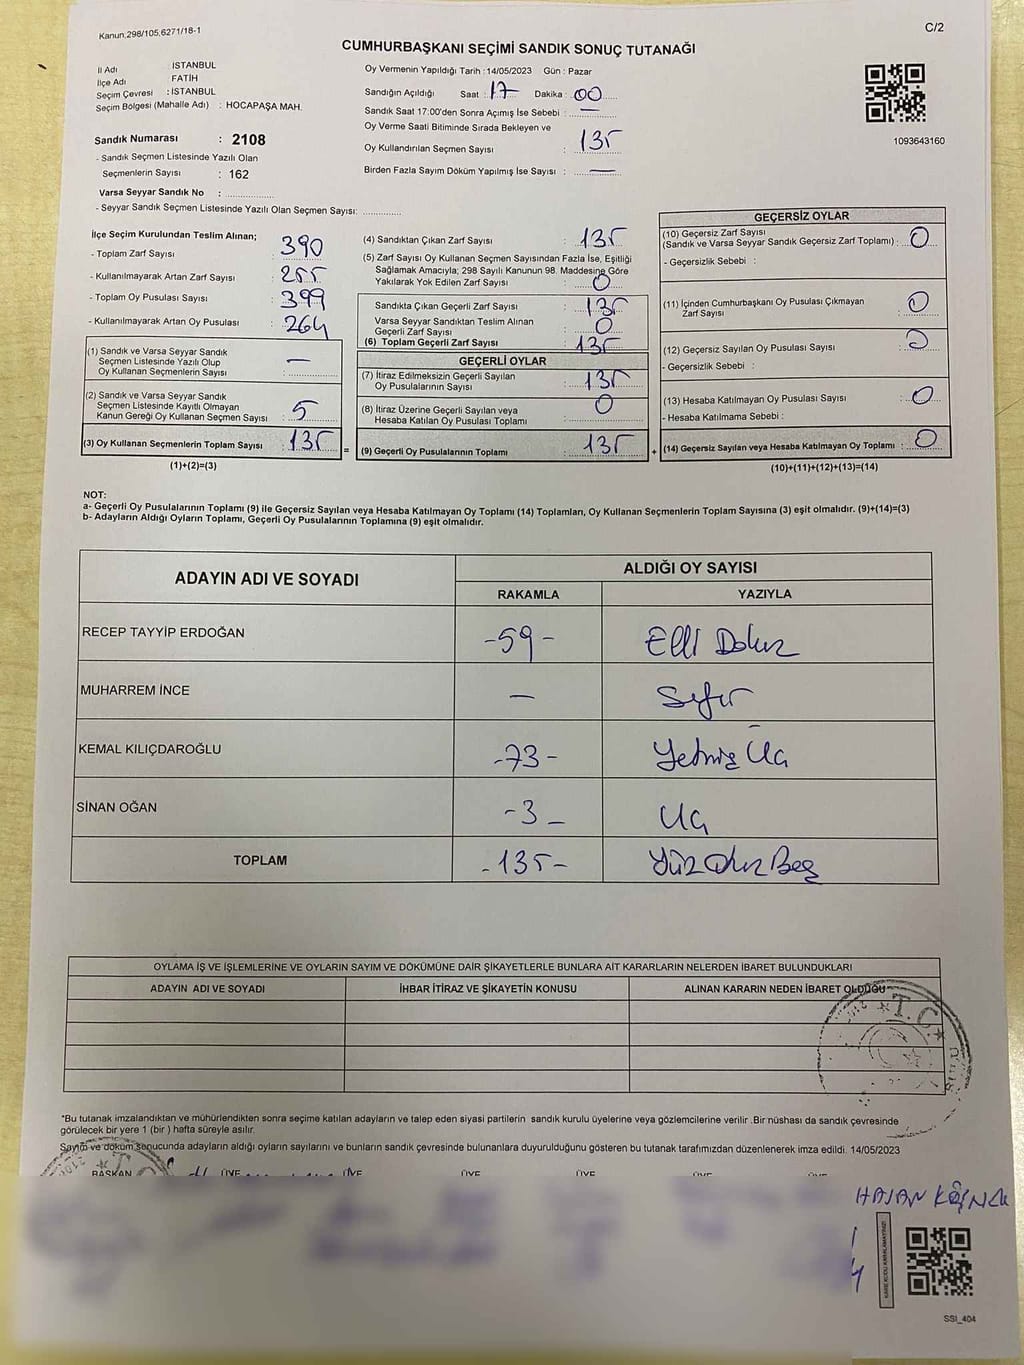 Kanun.298/105,6271/18-1
C/2
CUMHURBAŞKANI SEÇİMİ SANDIK SONUÇ TUTANAĞI
İl Adı : İSTANBUL
İlçe Adı : FATİH
Seçim Çevresi : İSTANBUL
Seçim Bölgesi (Mahalle Adı) : HOCAPAŞA MAH.
Sandık Numarası : 2108
- Sandık Seçmen Listesinde Yazılı Olan
Seçmenlerin Sayısı : 162
Varsa Seyyar Sandık No :
- Seyyar Sandık Seçmen Listesinde Yazılı Olan Seçmen Sayısı:
Oy Vermenin Yapıldığı Tarih :14/05/2023 Gün : Pazar
Sandığın Açıldığı Saat : 17 Dakika : 00
Sandık Saat 17:00'den Sonra Açımış İse Sebebi : —
Oy Verme Saati Bitiminde Sırada Bekleyen ve
Oy Kullandırılan Seçmen Sayısı : 135
Birden Fazla Sayım Döküm Yapılmış İse Sayısı : —
1093643160
İlçe Seçim Kurulundan Teslim Alınan;
- Toplam Zarf Sayısı : 390
- Kullanılmayarak Artan Zarf Sayısı : 255
- Toplam Oy Pusulası Sayısı : 399
- Kullanılmayarak Artan Oy Pusulası : 264
(1) Sandık ve Varsa Seyyar Sandık
Seçmen Listesinde Yazılı Olup
Oy Kullanan Seçmenlerin Sayısı : —
(2) Sandık ve Varsa Seyyar Sandık
Seçmen Listesinde Kayıtlı Olmayan
Kanun Gereği Oy Kullanan Seçmen Sayısı : 5
(3) Oy Kullanan Seçmenlerin Toplam Sayısı : 135
(1)+(2)=(3)
=
(4) Sandıktan Çıkan Zarf Sayısı : 135
(5) Zarf Sayısı Oy Kullanan Seçmen Sayısından Fazla İse, Eşitliği
Sağlamak Amacıyla; 298 Sayılı Kanunun 98. Maddesine Göre
Yakılarak Yok Edilen Zarf Sayısı : 0
Sandıkta Çıkan Geçerli Zarf Sayısı : 135
Varsa Seyyar Sandıktan Teslim Alınan
Geçerli Zarf Sayısı : 0
(6) Toplam Geçerli Zarf Sayısı : 135
GEÇERLİ OYLAR
(7) İtiraz Edilmeksizin Geçerli Sayılan
Oy Pusulalarının Sayısı : 135
(8) İtiraz Üzerine Geçerli Sayılan veya
Hesaba Katılan Oy Pusulası Toplamı : 0
(9) Geçerli Oy Pusulalarının Toplamı : 135
+
GEÇERSİZ OYLAR
(10) Geçersiz Zarf Sayısı
(Sandık ve Varsa Seyyar Sandık Geçersiz Zarf Toplamı) : 0
- Geçersizlik Sebebi :
(11) İçinden Cumhurbaşkanı Oy Pusulası Çıkmayan
Zarf Sayısı : 0
(12) Geçersiz Sayılan Oy Pusulası Sayısı : 0
- Geçersizlik Sebebi :
(13) Hesaba Katılmayan Oy Pusulası Sayısı : 0
- Hesaba Katılmama Sebebi :
(14) Geçersiz Sayılan veya Hesaba Katılmayan Oy Toplamı : 0
(10)+(11)+(12)+(13)=(14)
NOT:
a- Geçerli Oy Pusulalarının Toplamı (9) ile Geçersiz Sayılan veya Hesaba Katılmayan Oy Toplamı (14) Toplamları, Oy Kullanan Seçmenlerin Toplam Sayısına (3) eşit olmalıdır. (9)+(14)=(3)
b- Adayların Aldığı Oyların Toplamı, Geçerli Oy Pusulalarının Toplamına (9) eşit olmalıdır.
ADAYIN ADI VE SOYADI
ALDIĞI OY SAYISI
RAKAMLA YAZIYLA
RECEP TAYYİP ERDOĞAN -59- Elli Dokuz
MUHARREM İNCE — Sıfır
KEMAL KILIÇDAROĞLU -73- Yetmiş Üç
SİNAN OĞAN -3- Üç
TOPLAM -135- Yüz Otuz Beş
OYLAMA İŞ VE İŞLEMLERİNE VE OYLARIN SAYIM VE DÖKÜMÜNE DAİR ŞİKAYETLERLE BUNLARA AİT KARARLARIN NELERDEN İBARET BULUNDUKLARI
ADAYIN ADI VE SOYADI İHBAR İTİRAZ VE ŞİKAYETİN KONUSU ALINAN KARARIN NEDEN İBARET OLDUĞU
T.C.
*Bu tutanak imzalandıktan ve mühürlendikten sonra seçime katılan adayların ve talep eden siyasi partilerin sandık kurulu üyelerine veya gözlemcilerine verilir .Bir nüshası da sandık çevresinde
görülecek bir yere 1 (bir ) hafta süreyle asılır.
Sayım ve döküm sonucunda adayların aldığı oyların sayılarını ve bunların sandık çevresinde bulunanlara duyurulduğunu gösteren bu tutanak tarafımızdan düzenlenerek imza edildi. 14/05/2023
BAŞKAN ÜYE ÜYE ÜYE ÜYE ÜYE ÜYE
HASAN
KAREKODU KARALAMAYINIZ!
SSI_404